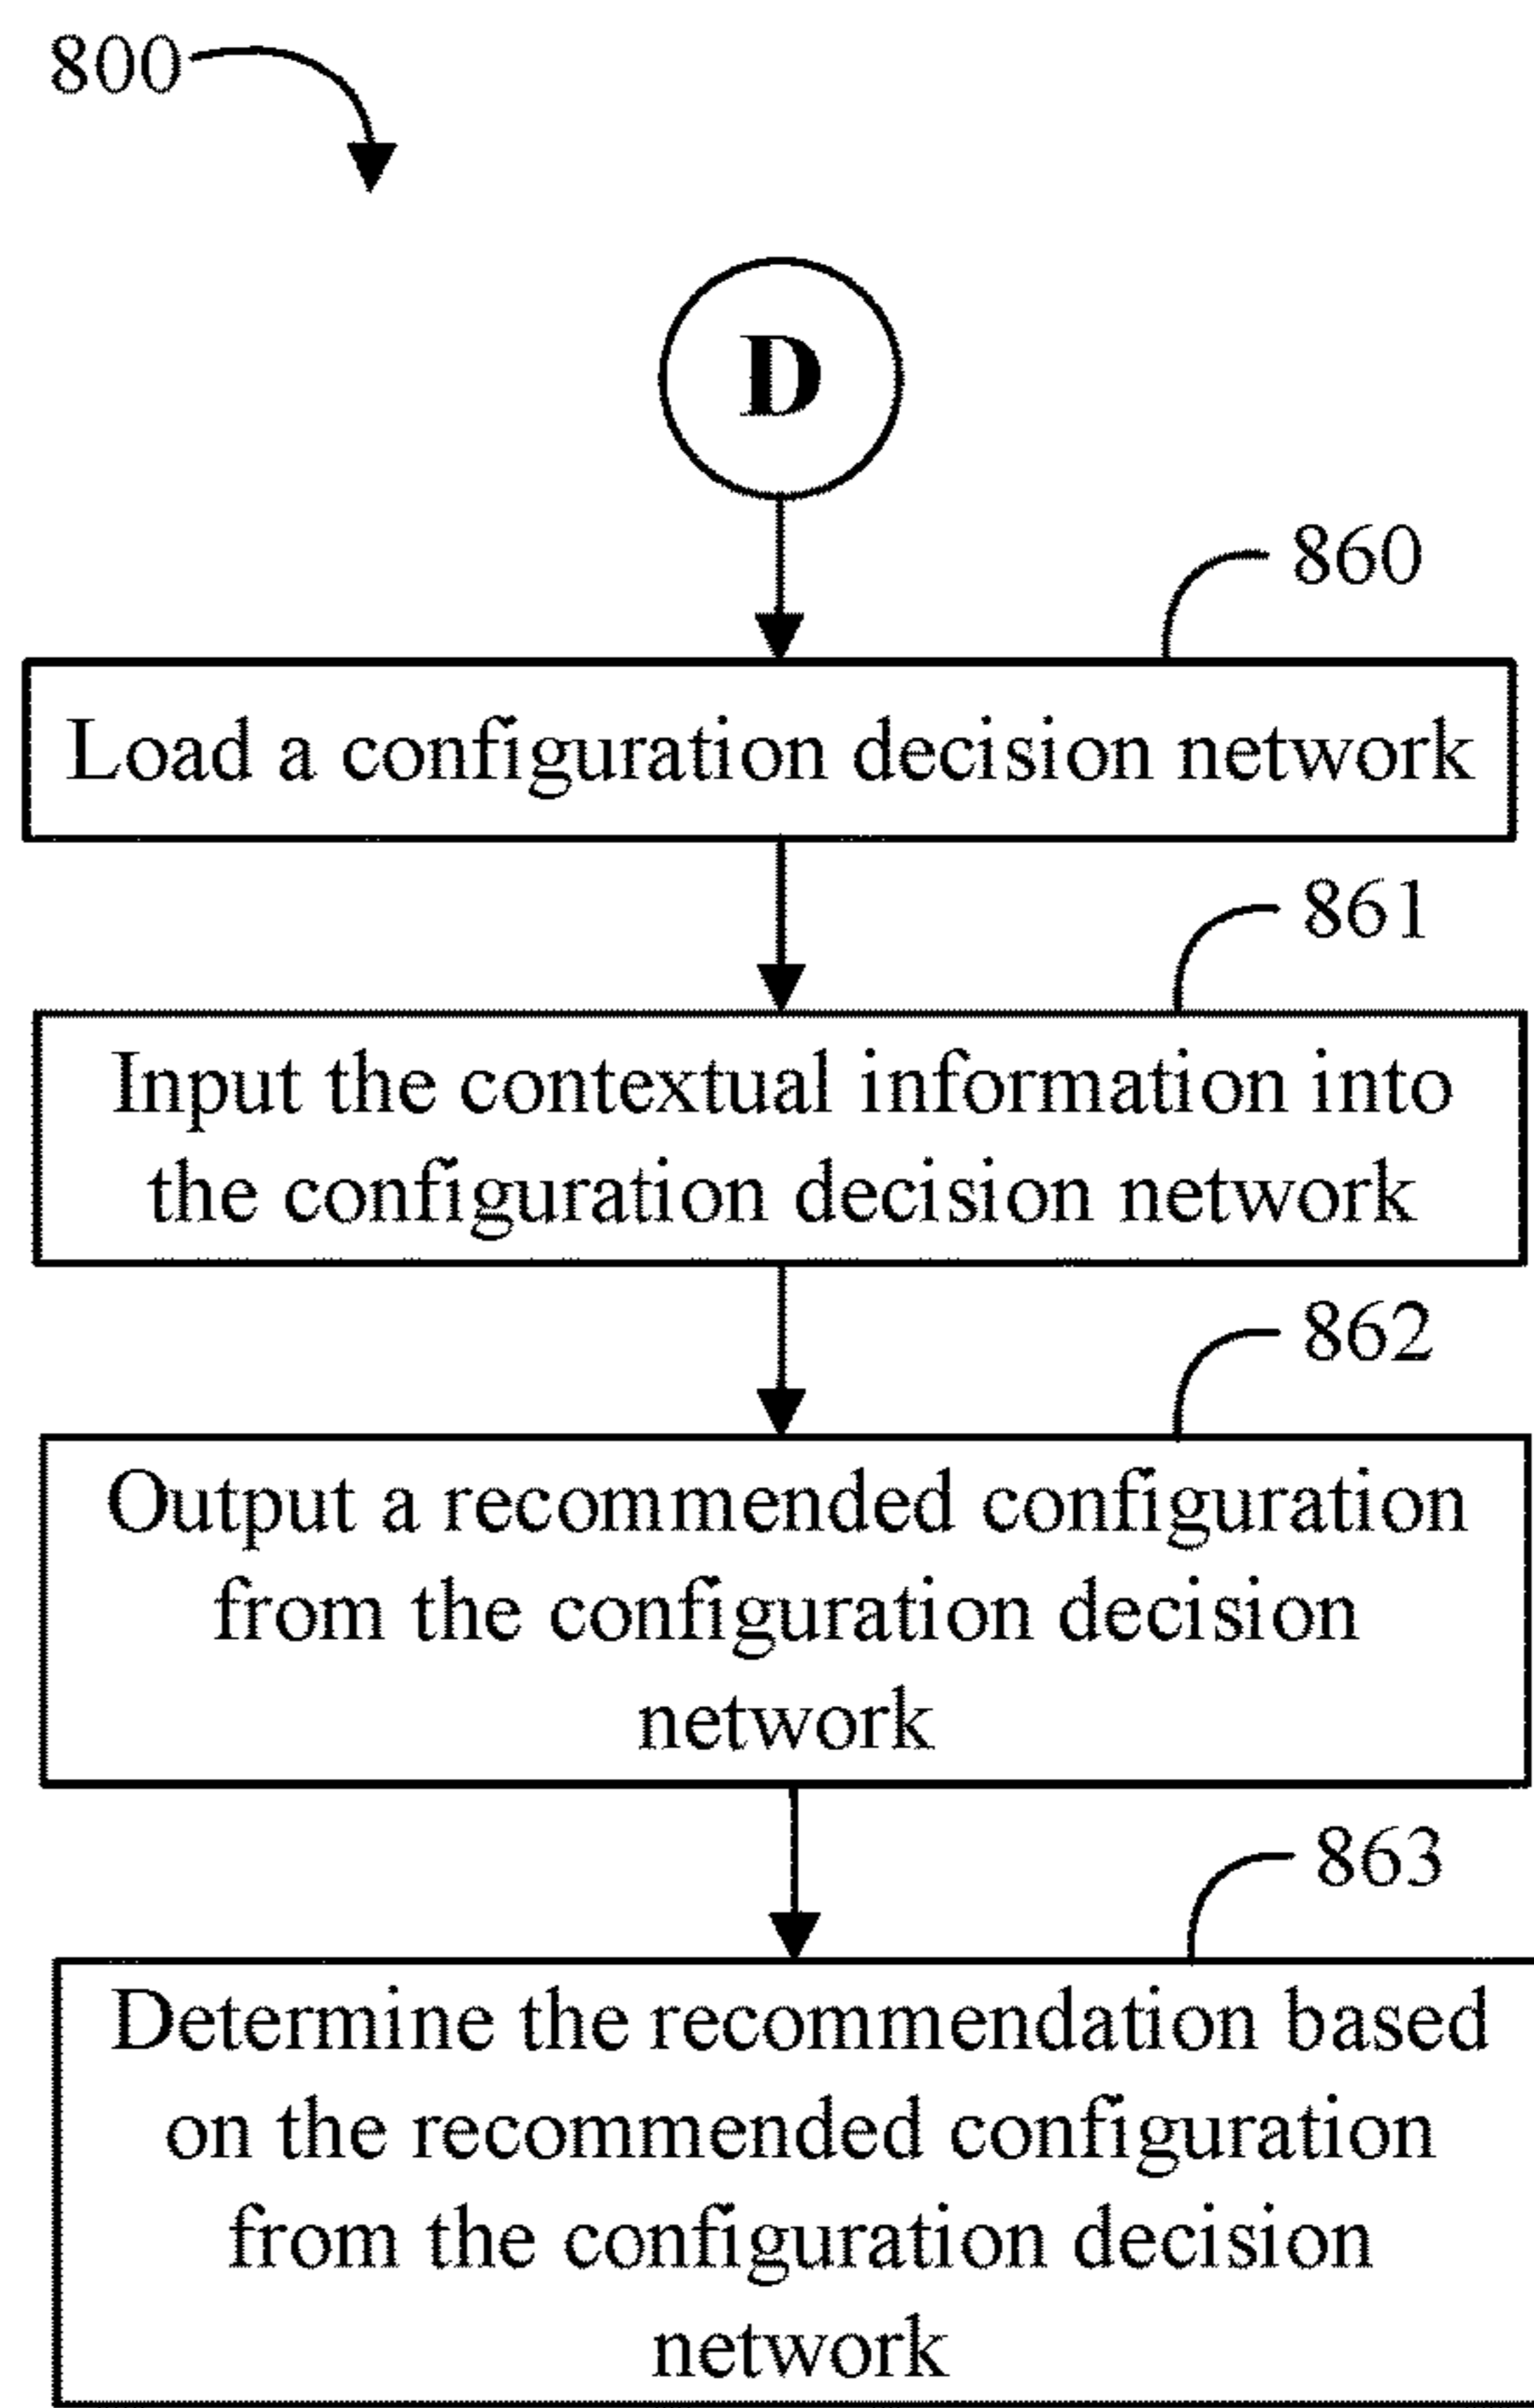 800
D
860
Load a configuration decision network
861
Input the contextual information into
the configuration decision network
862
Output a recommended configuration
from the configuration decision
network
863
Determine the recommendation based
on the recommended configuration
from the configuration decision
network